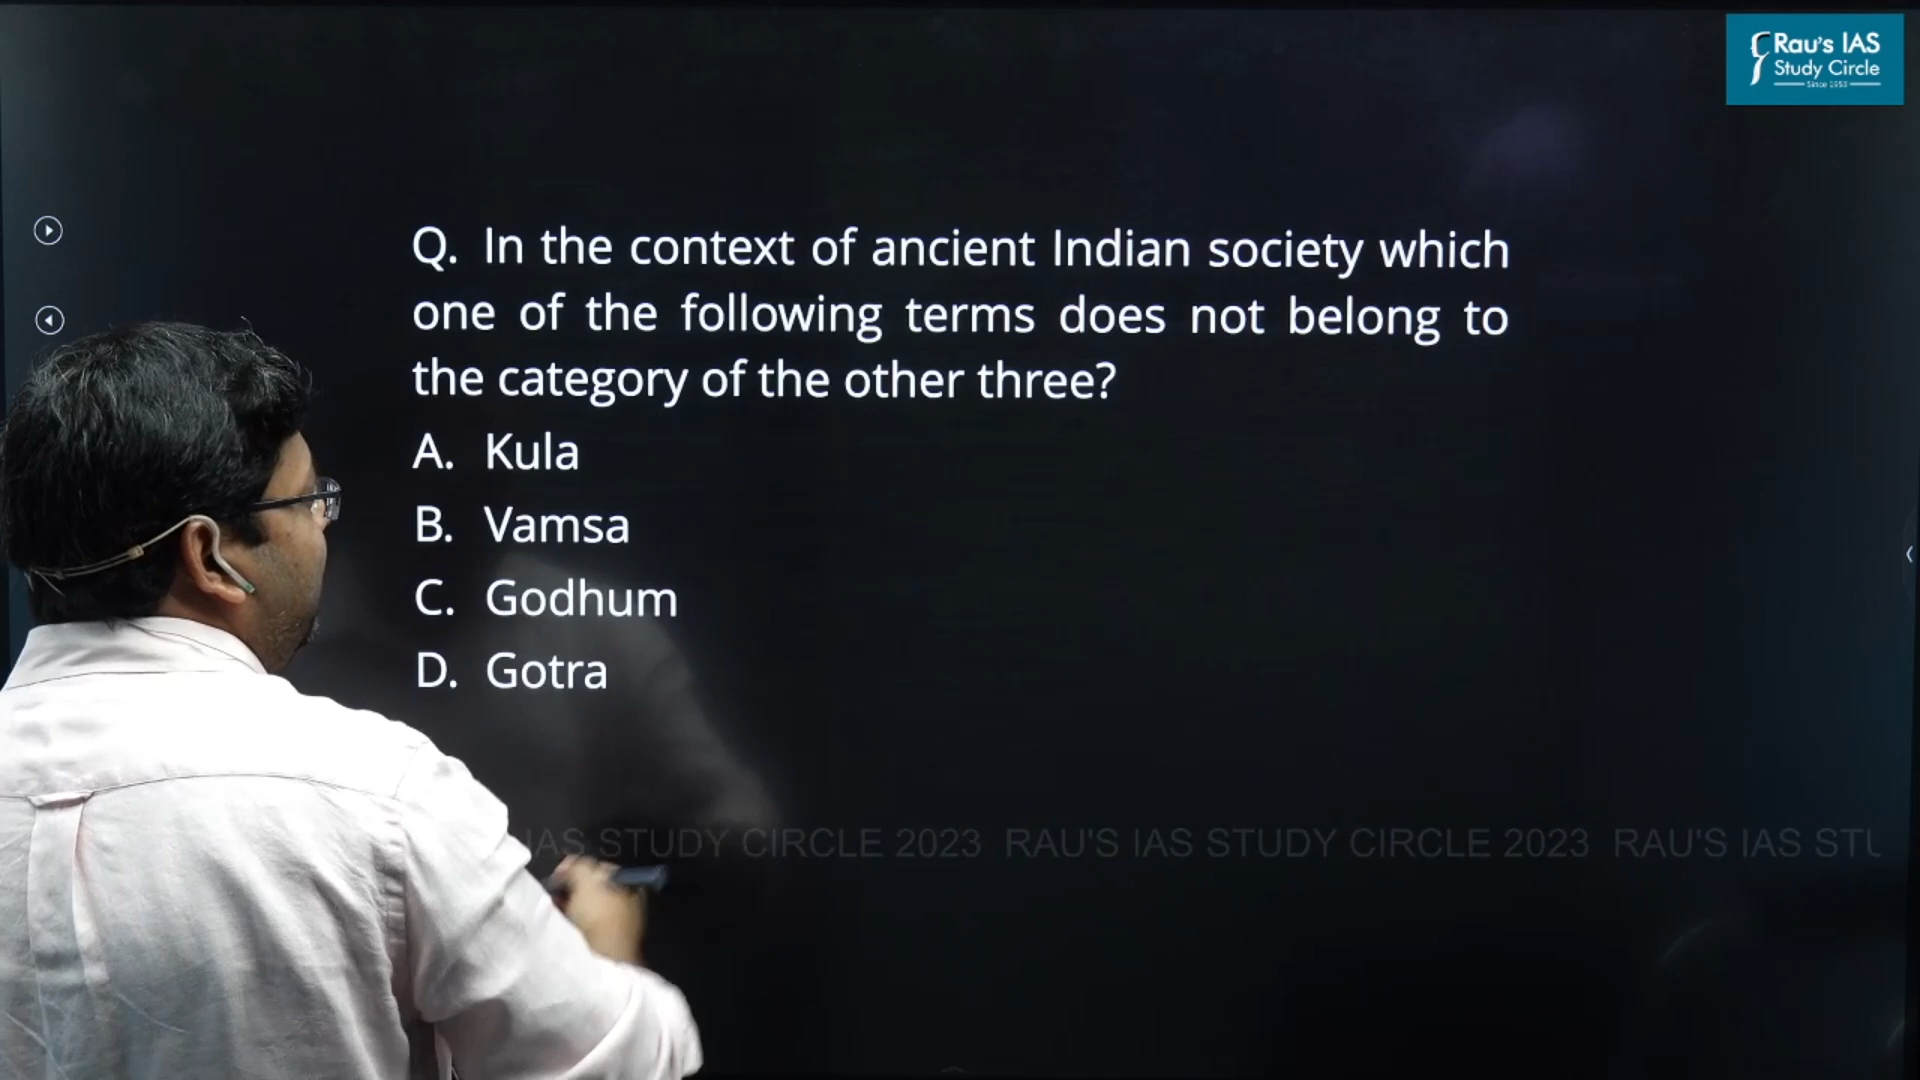 Rau's IAS
Study Circle
Since 1953
Q. In the context of ancient Indian society which
one of the following terms does not belong to
the category of the other three?
A. Kula
B. Vamsa
C. Godhum
D. Gotra
IAS STUDY CIRCLE 2023 RAU'S IAS STUDY CIRCLE 2023 RAU'S IAS STU